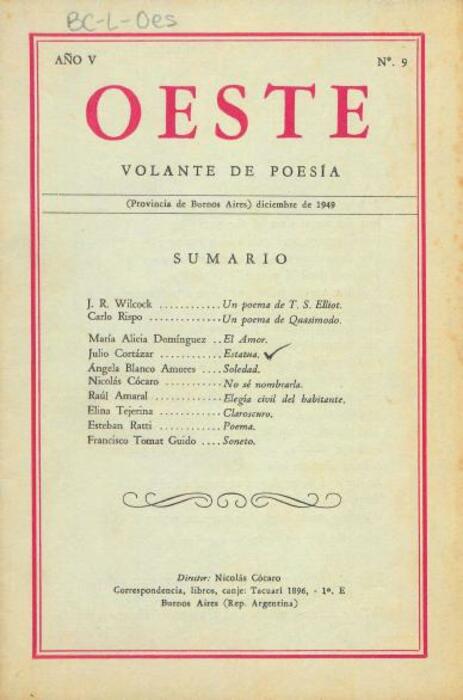 BC-L-Oes
AÑO V Nº. 9
OESTE
VOLANTE DE POESÍA
(Provincia de Buenos Aires) diciembre de 1949
SUMARIO
J. R. Wilcock ........... Un poema de T. S. Elliot.
Carlo Rispo ............. Un poema de Quasimodo.
María Alicia Domínguez .. El Amor.
Julio Cortázar ........... Estatua.
Ángela Blanco Amores .... Soledad.
Nicolás Cócaro .......... No sé nombrarla.
Raúl Amaral ............ Elegía civil del habitante.
Elina Tejerina ........... Claroscuro.
Esteban Ratti ........... Poema.
Francisco Tomat Guido .... Soneto.
Director: Nicolás Cócaro
Correspondencia, libros, canje: Tacuarí 1896, - 1º. E
Buenos Aires (Rep. Argentina)